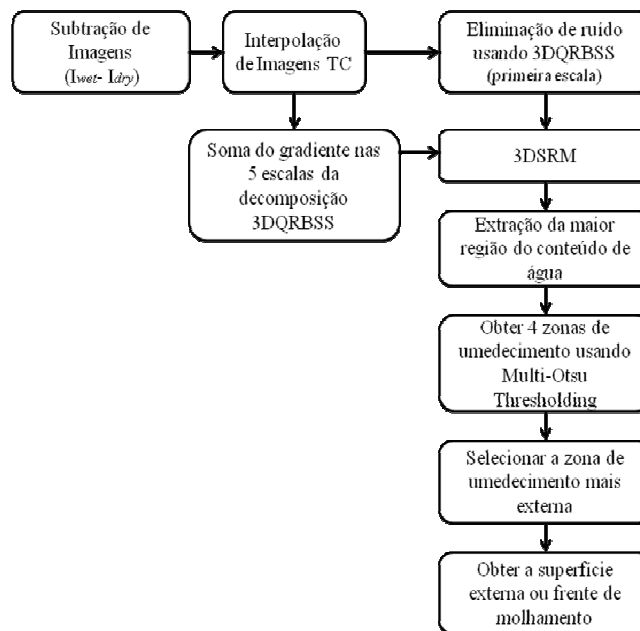 Subtração de
Imagens
(Iwet- Idry)
Interpolação
de Imagens TC
Eliminação de ruído
usando 3DQRBSS
(primeira escala)
Soma do gradiente nas
5 escalas da
decomposição
3DQRBSS
3DSRM
Extração da maior
região do conteúdo de
água
Obter 4 zonas de
umedecimento usando
Multi-Otsu
Thresholding
Selecionar a zona de
umedecimento mais
externa
Obter a superfície
externa ou frente de
molhamento